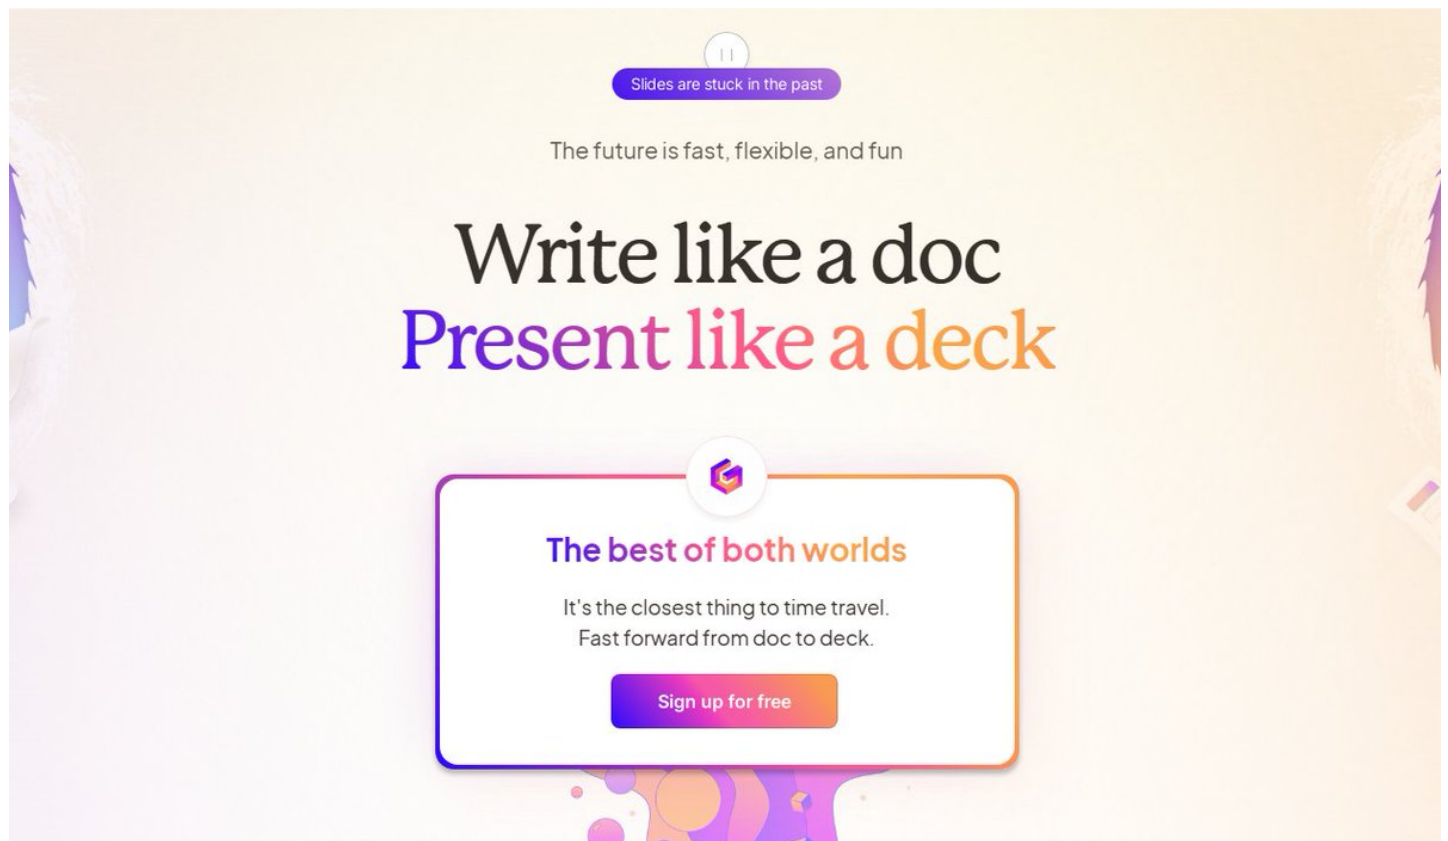 Slides are stuck in the past
The future is fast, flexible, and fun
Write like a doc
Present like a deck
The best of both worlds
It's the closest thing to time travel.
Fast forward from doc to deck.
Sign up for free